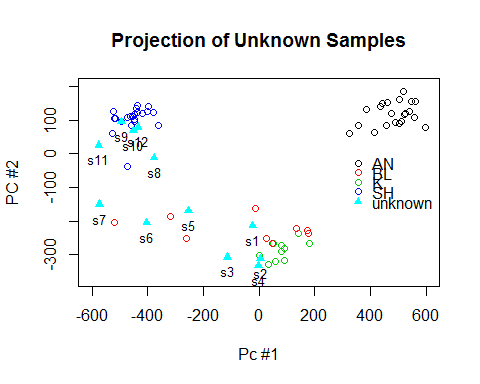 Projection of Unknown Samples
PC #2
100
-100
-300
s9
s12
s10
s11
s8
s7
s6
s5
s1
s3
s2
s4
AN
BL
K
SH
unknown
-600
-400
-200
0
200
400
600
Pc #1